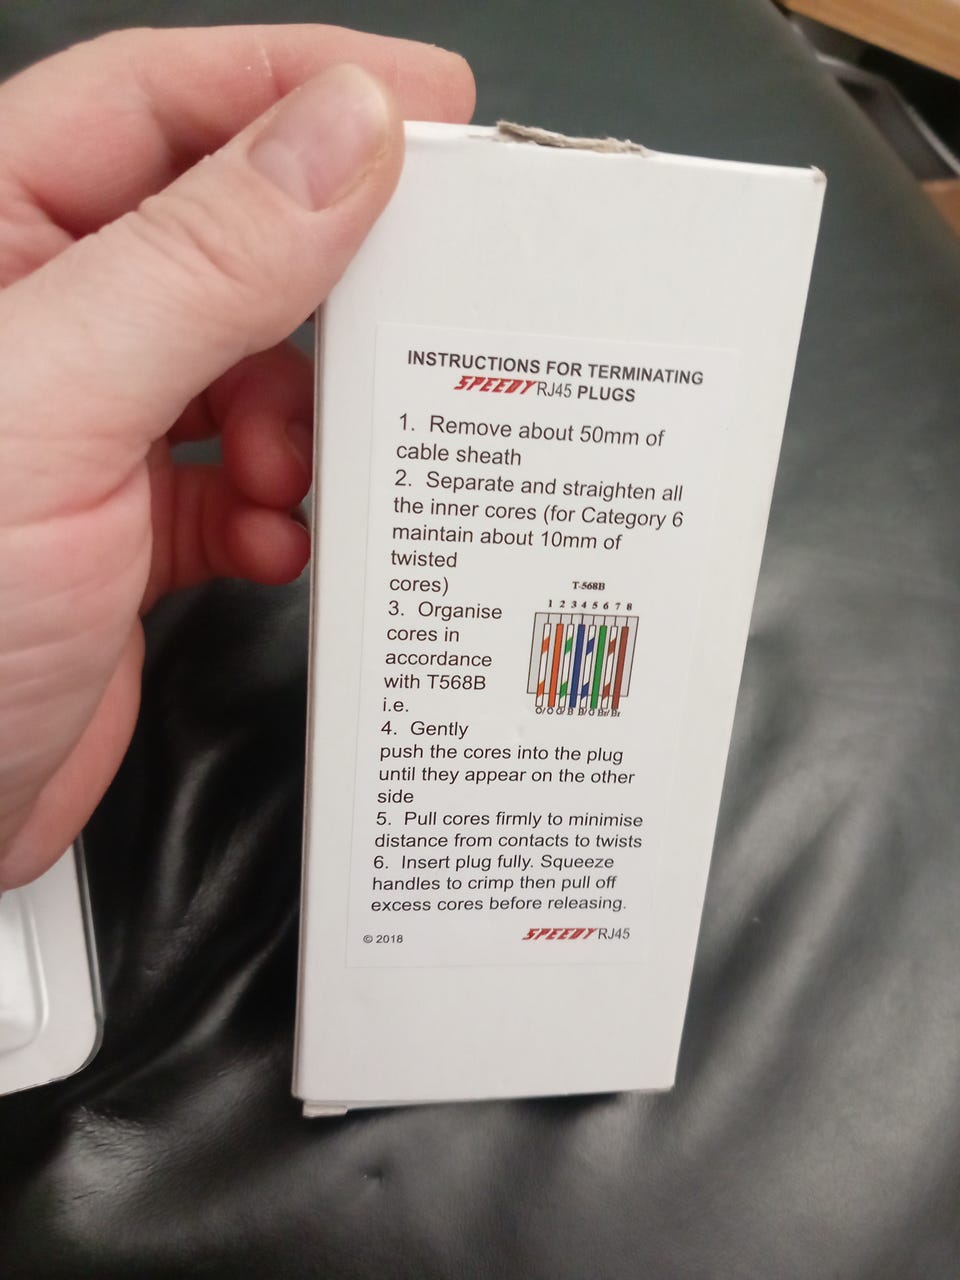 INSTRUCTIONS FOR TERMINATING
SPEEDY RJ45 PLUGS
1. Remove about 50mm of
cable sheath
2. Separate and straighten all
the inner cores (for Category 6
maintain about 10mm of
twisted
cores)
3. Organise
cores in
accordance
with T568B
i.e.
T-568B
1 2 3 4 5 6 7 8
O/ O G/ B B/ G Br/ Br
4. Gently
push the cores into the plug
until they appear on the other
side
5. Pull cores firmly to minimise
distance from contacts to twists
6. Insert plug fully. Squeeze
handles to crimp then pull off
excess cores before releasing.
© 2018
SPEEDY RJ45